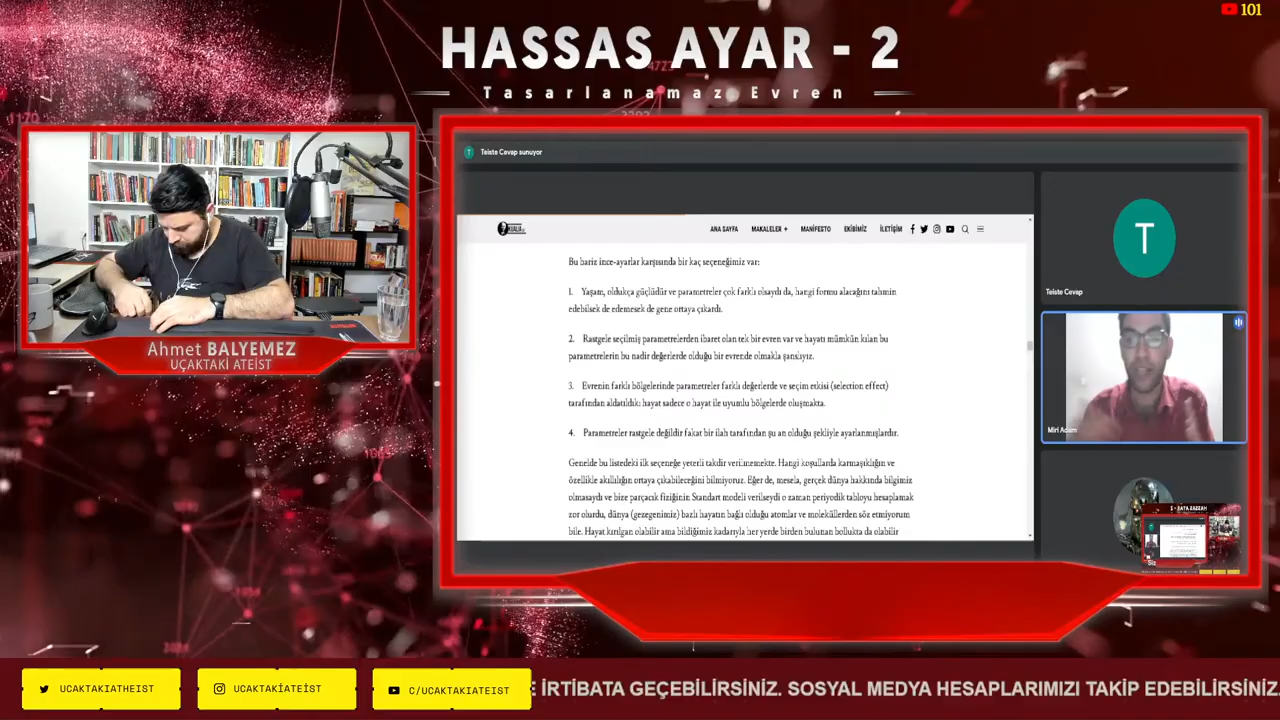 101
HASSAS AYAR - 2
Tasarlanamaz Evren
T Teiste Cevap sunuyor
ANA SAYFA MAKALELER + MANİFESTO EKİBİMİZ İLETİŞİM
Bu bariz ince-ayarlar karşısında bir kaç seçeneğimiz var:
1. Yaşam, oldukça güçlüdür ve parametreler çok farklı olsaydı da, hangi formu alacağını tahmin
edebilsek de edemesek de gene ortaya çıkardı.
2. Rastgele seçilmiş parametrelerden ibaret olan tek bir evren var ve hayatı mümkün kılan bu
parametrelerin bu nadir değerlerde olduğu bir evrende olmakla şanslıyız.
3. Evrenin farklı bölgelerinde parametreler farklı değerlerde ve seçim etkisi (selection effect)
tarafından aldatıldık: hayat sadece o hayat ile uyumlu bölgelerde oluşmakta.
4. Parametreler rastgele değildir fakat bir ilah tarafından şu an olduğu şekliyle ayarlanmışlardır.
Genelde bu listedeki ilk seçeneğe yeterli takdir verilmemekte. Hangi koşullarda karmaşıklığın ve
özellikle akıllılığın ortaya çıkabileceğini bilmiyoruz. Eğer de, mesela, gerçek dünya hakkında bilgimiz
olmasaydı ve bize parçacık fiziğinin Standart modeli verilseydi o zaman periyodik tabloyu hesaplamak
zor olurdu, dünya (gezegenimiz) bazlı hayatın bağlı olduğu atomlar ve moleküllerden söz etmiyorum
bile. Hayat kırılgan olabilir ama bildiğimiz kadarıyla her yerde birden bulunan bollukta da olabilir
T
Teiste Cevap
Miri Adam
Siz
Ahmet BALYEMEZ
UÇAKTAKİ ATEİST
UCAKTAKIATHEIST
UCAKTAKİATEİST
C/UCAKTAKIATEIST
E İRTİBATA GEÇEBİLİRSİNİZ. SOSYAL MEDYA HESAPLARIMIZI TAKİP EDEBİLİRSİNİZ.